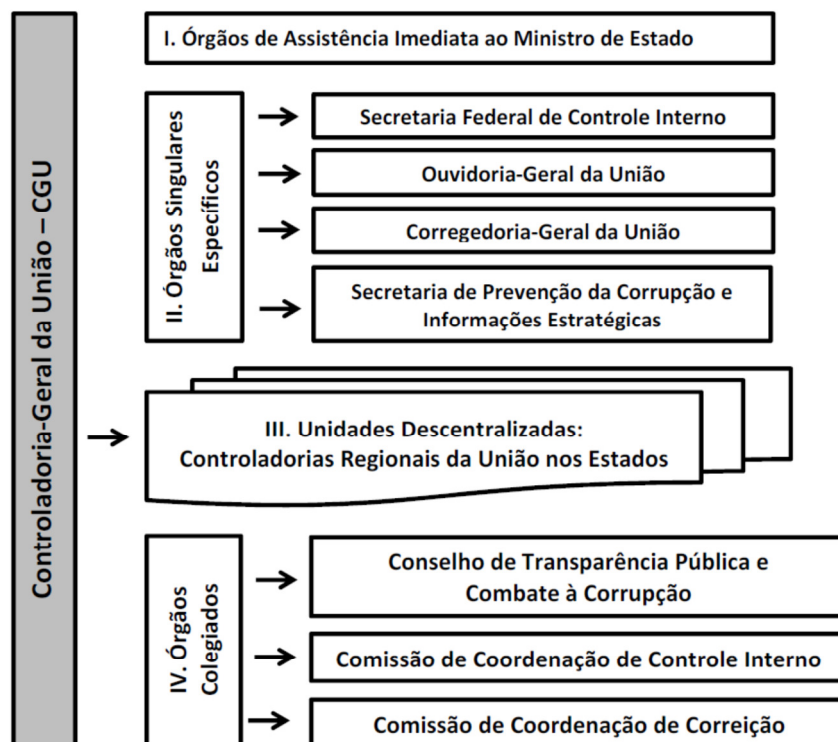 Controladoria-Geral da União – CGU
I. Órgãos de Assistência Imediata ao Ministro de Estado
II. Órgãos Singulares
Específicos
Secretaria Federal de Controle Interno
Ouvidoria-Geral da União
Corregedoria-Geral da União
Secretaria de Prevenção da Corrupção e
Informações Estratégicas
III. Unidades Descentralizadas:
Controladorias Regionais da União nos Estados
IV. Órgãos
Colegiados
Conselho de Transparência Pública e
Combate à Corrupção
Comissão de Coordenação de Controle Interno
Comissão de Coordenação de Correição